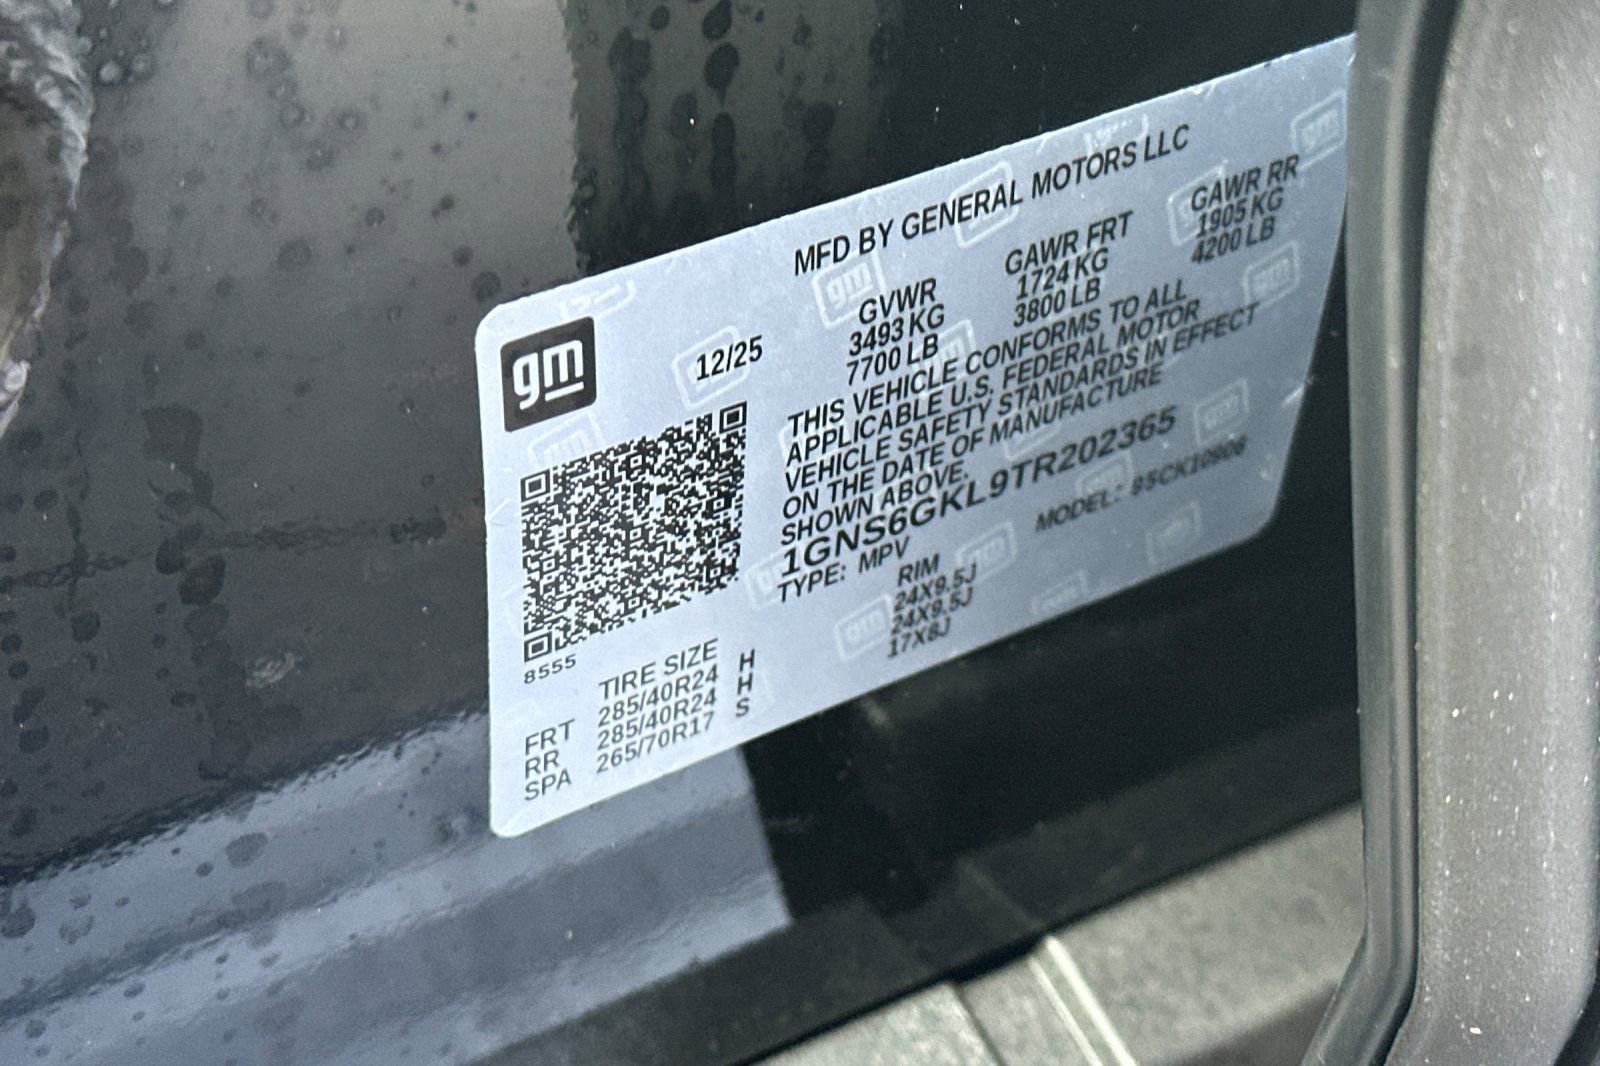 MFD BY GENERAL MOTORS LLC
gm
12/25
GVWR GAWR FRT GAWR RR
3493 KG 1724 KG 1905 KG
7700 LB 3800 LB 4200 LB
THIS VEHICLE CONFORMS TO ALL
APPLICABLE U.S. FEDERAL MOTOR
VEHICLE SAFETY STANDARDS IN EFFECT
ON THE DATE OF MANUFACTURE
SHOWN ABOVE.
1GNS6GKL9TR202365
TYPE: MPV MODEL:
8555
TIRE SIZE RIM
FRT 285/40R24 H 24X9.5J
RR 285/40R24 H 24X9.5J
SPA 265/70R17 S 17X8J